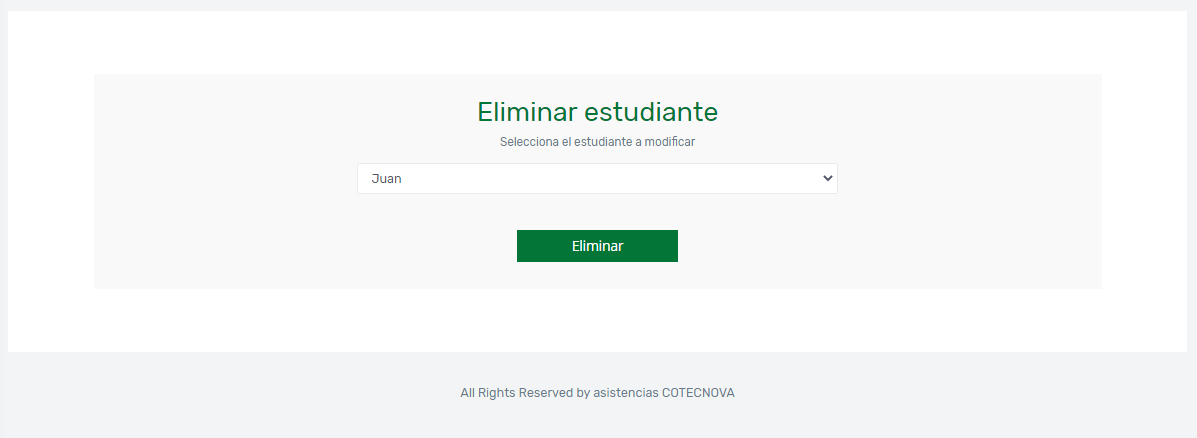 Eliminar estudiante
Selecciona el estudiante a modificar
Juan
Eliminar
All Rights Reserved by asistencias COTECNOVA